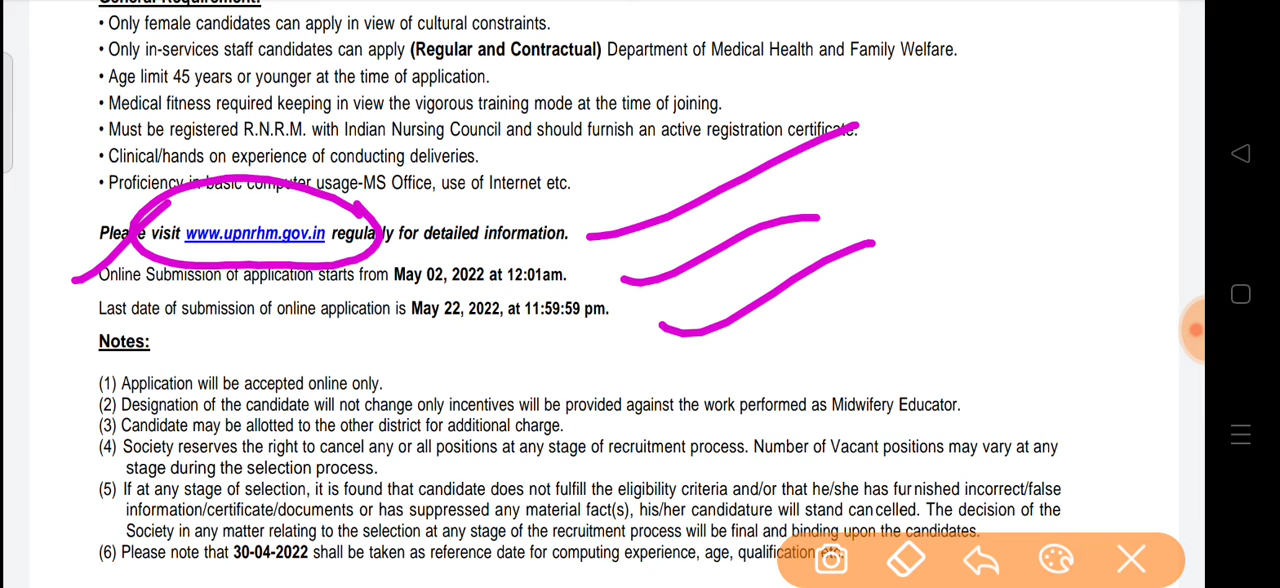 General Requirement:
• Only female candidates can apply in view of cultural constraints.
• Only in-services staff candidates can apply (Regular and Contractual) Department of Medical Health and Family Welfare.
• Age limit 45 years or younger at the time of application.
• Medical fitness required keeping in view the vigorous training mode at the time of joining.
• Must be registered R.N.R.M. with Indian Nursing Council and should furnish an active registration certificate.
• Clinical/hands on experience of conducting deliveries.
• Proficiency in basic computer usage-MS Office, use of Internet etc.
Please visit www.upnrhm.gov.in regularly for detailed information.
Online Submission of application starts from May 02, 2022 at 12:01am.
Last date of submission of online application is May 22, 2022, at 11:59:59 pm.
Notes:
(1) Application will be accepted online only.
(2) Designation of the candidate will not change only incentives will be provided against the work performed as Midwifery Educator.
(3) Candidate may be allotted to the other district for additional charge.
(4) Society reserves the right to cancel any or all positions at any stage of recruitment process. Number of Vacant positions may vary at any
stage during the selection process.
(5) If at any stage of selection, it is found that candidate does not fulfill the eligibility criteria and/or that he/she has furnished incorrect/false
information/certificate/documents or has suppressed any material fact(s), his/her candidature will stand cancelled. The decision of the
Society in any matter relating to the selection at any stage of the recruitment process will be final and binding upon the candidates.
(6) Please note that 30-04-2022 shall be taken as reference date for computing experience, age, qualification etc.